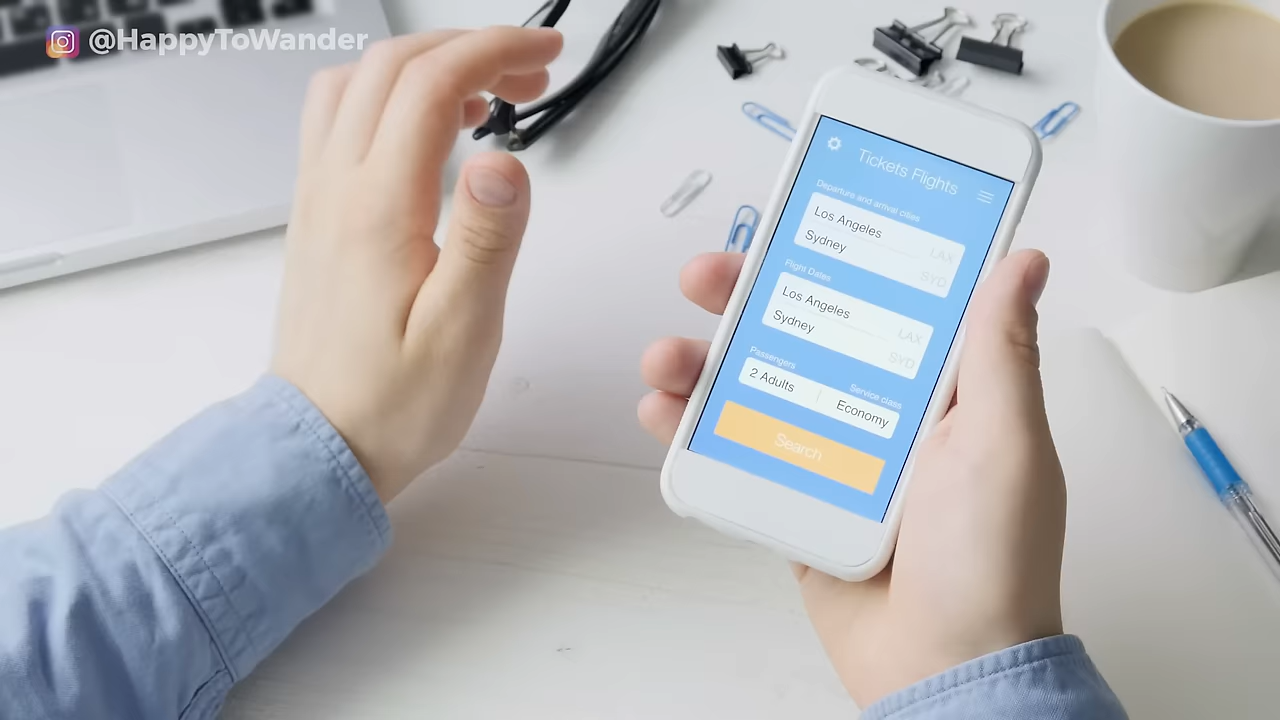 @HappyToWander
Tickets Flights
Departure and arrival cities
Los Angeles
LAX
Sydney
SYD
Flight Dates
Los Angeles
LAX
Sydney
SYD
Passengers
Service class
2 Adults
Economy
Search